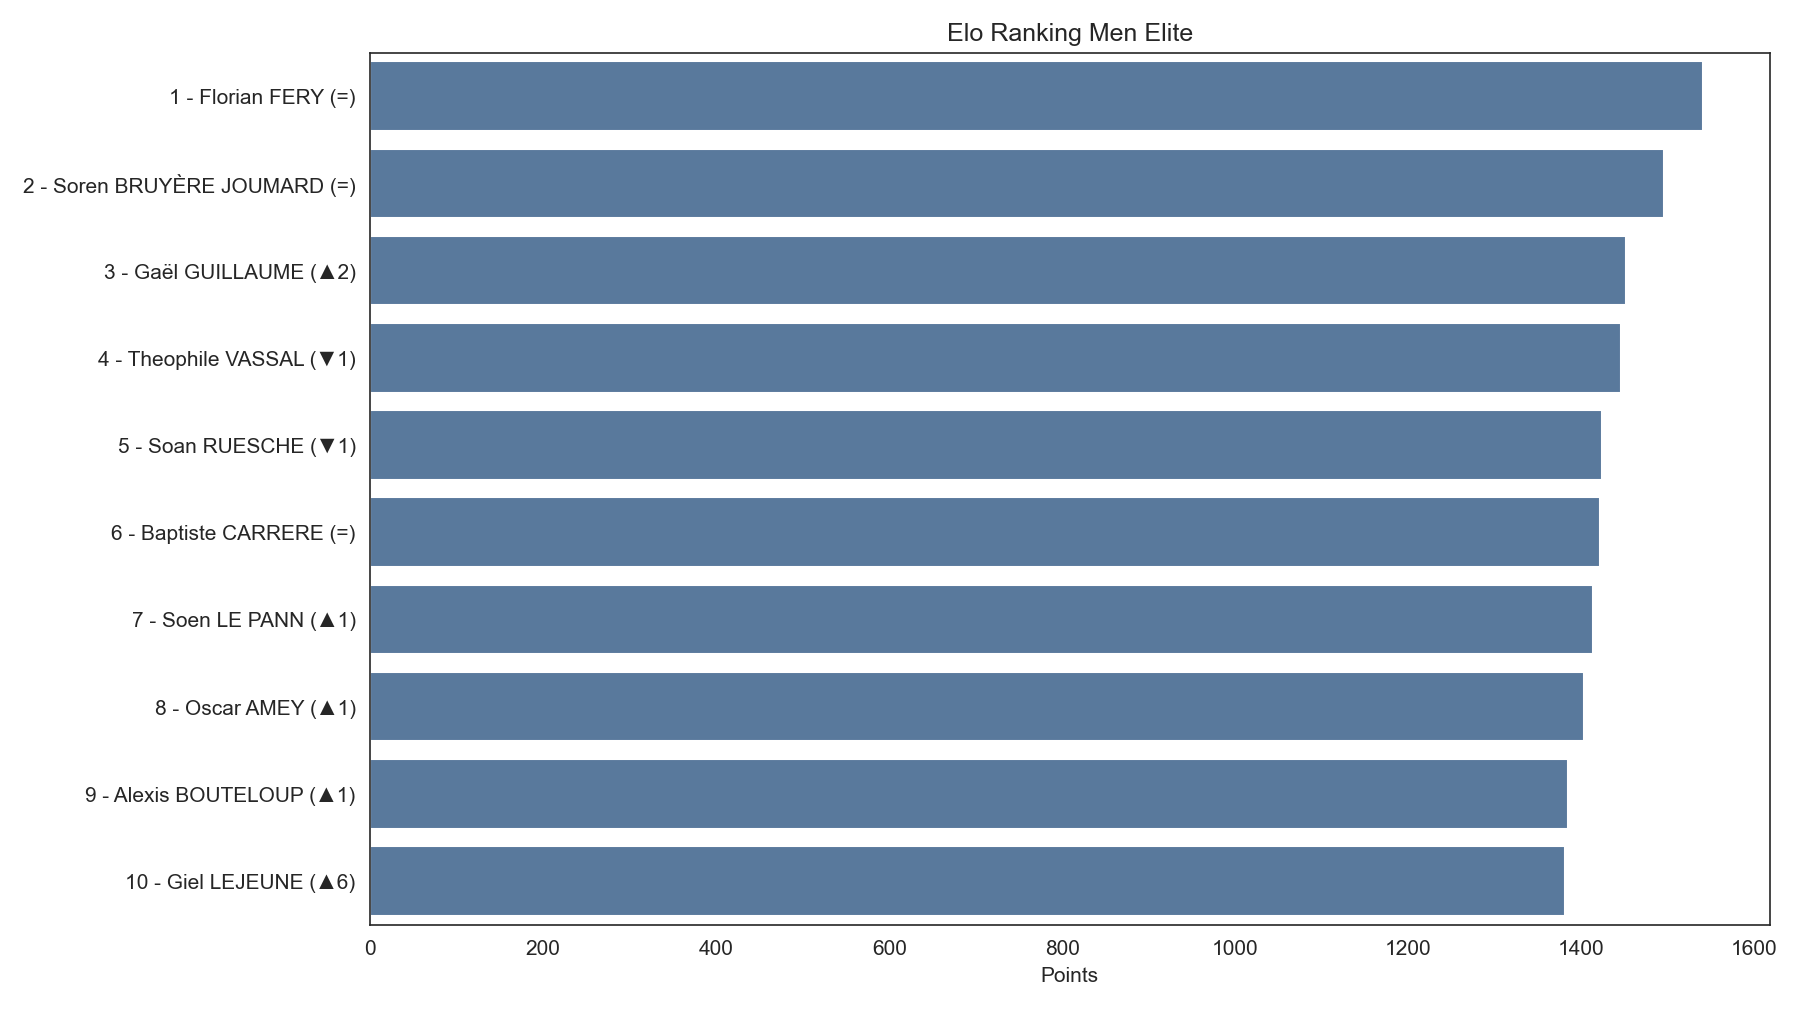 Elo Ranking Men Elite
1 - Florian FERY (=)
2 - Soren BRUYÈRE JOUMARD (=)
3 - Gaël GUILLAUME (▲2)
4 - Theophile VASSAL (▼1)
5 - Soan RUESCHE (▼1)
6 - Baptiste CARRERE (=)
7 - Soen LE PANN (▲1)
8 - Oscar AMEY (▲1)
9 - Alexis BOUTELOUP (▲1)
10 - Giel LEJEUNE (▲6)
0 200 400 600 800 1000 1200 1400 1600
Points